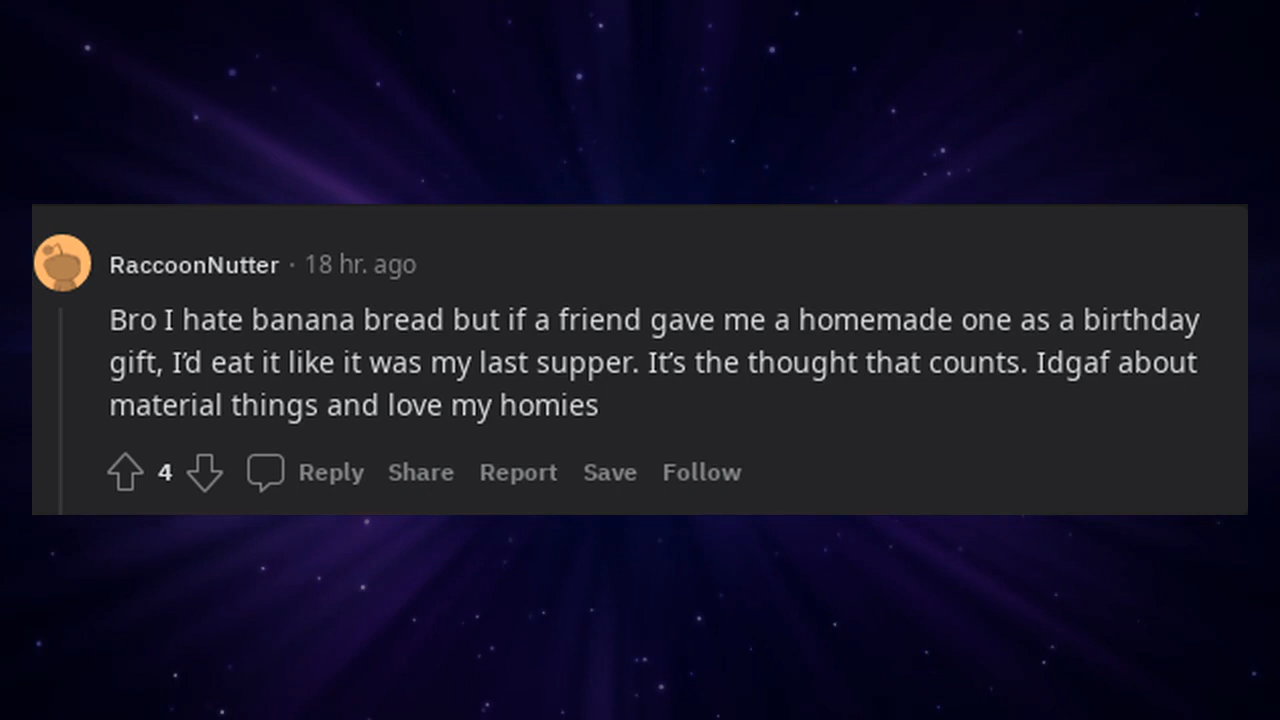 RaccoonNutter · 18 hr. ago
Bro I hate banana bread but if a friend gave me a homemade one as a birthday
gift, I’d eat it like it was my last supper. It’s the thought that counts. Idgaf about
material things and love my homies
4 Reply Share Report Save Follow